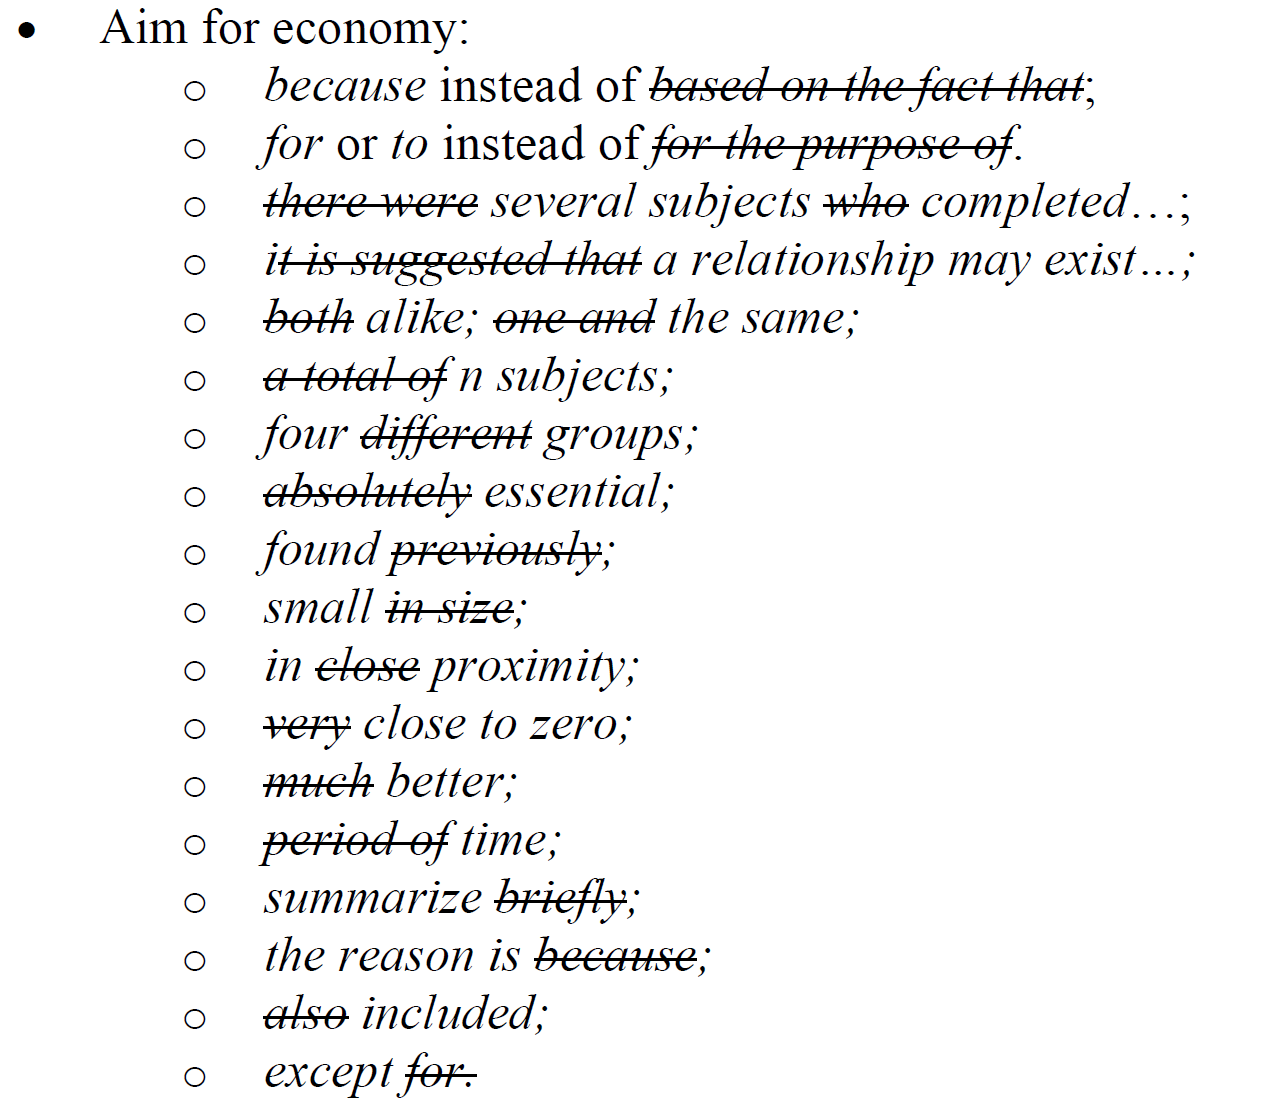 • Aim for economy:
o because instead of based on the fact that;
o for or to instead of for the purpose of.
o there were several subjects who completed…;
o it is suggested that a relationship may exist…;
o both alike; one and the same;
o a total of n subjects;
o four different groups;
o absolutely essential;
o found previously;
o small in size;
o in close proximity;
o very close to zero;
o much better;
o period of time;
o summarize briefly;
o the reason is because;
o also included;
o except for.